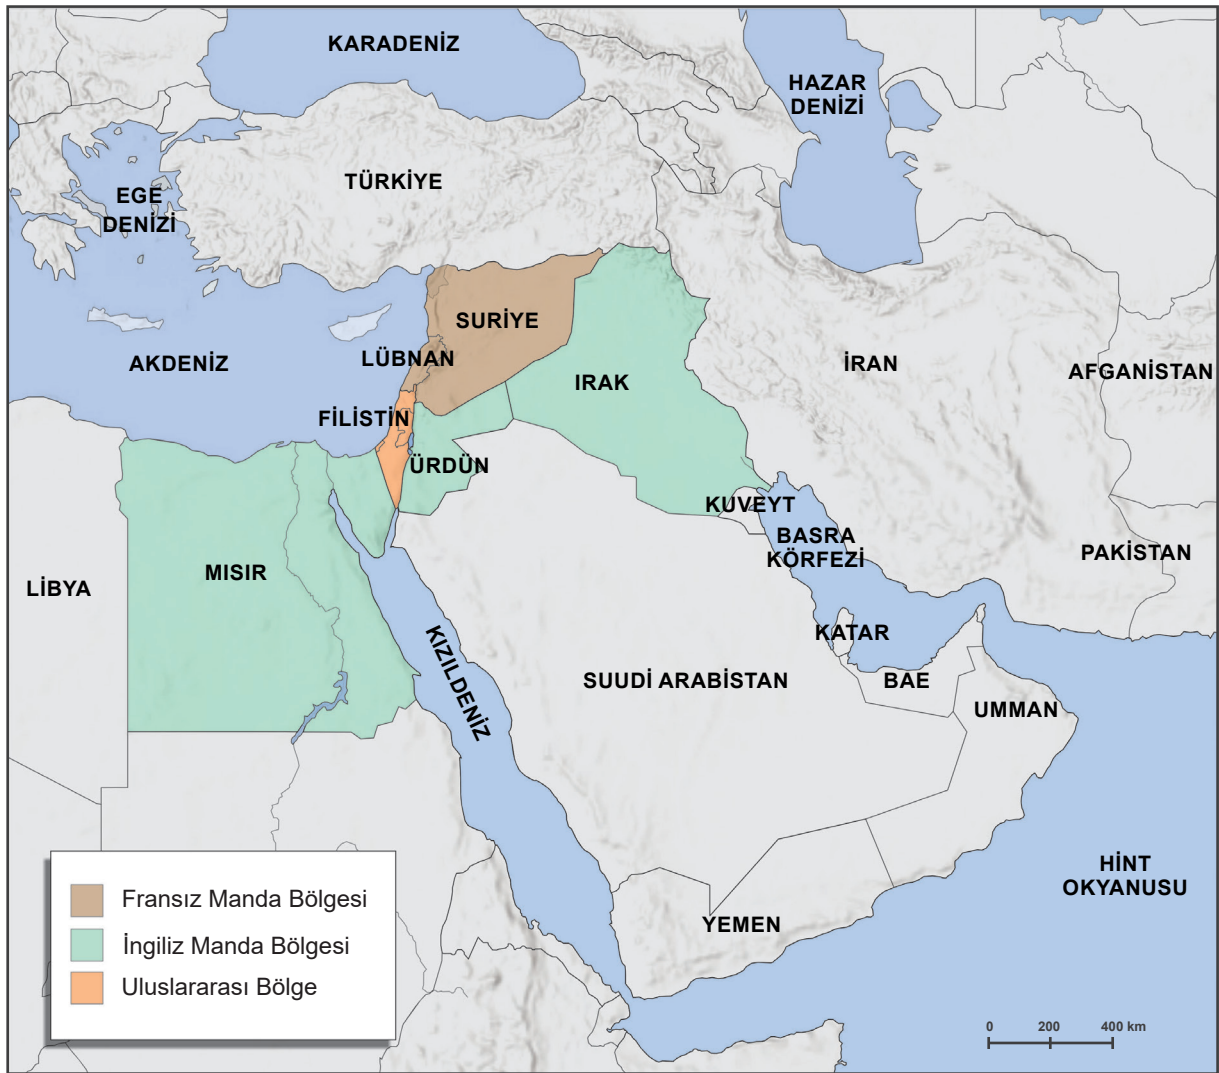 KARADENİZ
HAZAR
DENİZİ
TÜRKİYE
EGE
DENİZİ
SURİYE
LÜBNAN
AKDENİZ
İRAN
AFGANİSTAN
IRAK
FİLİSTİN
ÜRDÜN
KUVEYT
BASRA
KÖRFEZİ
PAKİSTAN
MISIR
LİBYA
KATAR
KIZILDENİZ
SUUDİ ARABİSTAN
BAE
UMMAN
HİNT
OKYANUSU
YEMEN
Fransız Manda Bölgesi
İngiliz Manda Bölgesi
Uluslararası Bölge
0 200 400 km